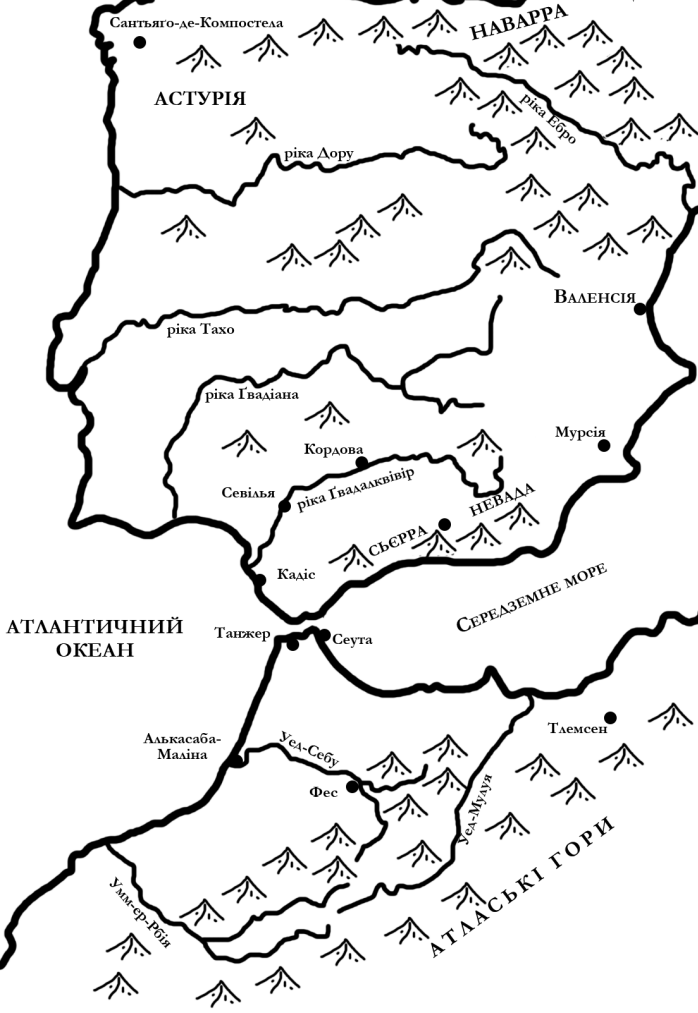 Сантьяґо-де-Компостела
НАВАРРА
АСТУРІЯ
ріка Ебро
ріка Дору
ВАЛЕНСІЯ
ріка Тахо
ріка Ґвадіана
Мурсія
Кордова
Севілья
ріка Ґвадалквівір
СЬЄРРА НЕВАДА
Кадіс
СЕРЕДЗЕМНЕ МОРЕ
АТЛАНТИЧНИЙ
ОКЕАН
Танжер
Сеута
Алькасаба-
Маліна
Уед-Себу
Тлемсен
Фес
Уед-Мулуя
АТЛАСЬКІ ГОРИ
Умм-ер-Рбія